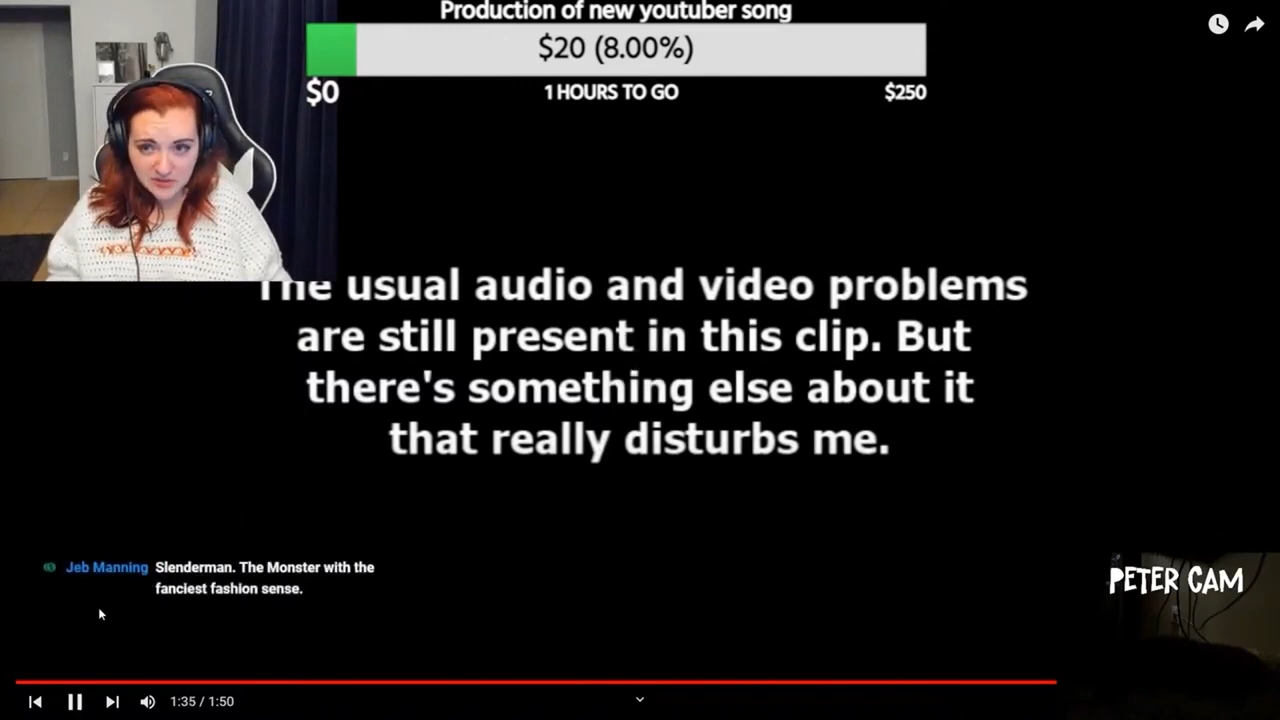 Production of new youtuber song
$20 (8.00%)
$0
1 HOURS TO GO
$250
The usual audio and video problems
are still present in this clip. But
there's something else about it
that really disturbs me.
Jeb Manning Slenderman. The Monster with the
fanciest fashion sense.
PETER CAM
1:35 / 1:50